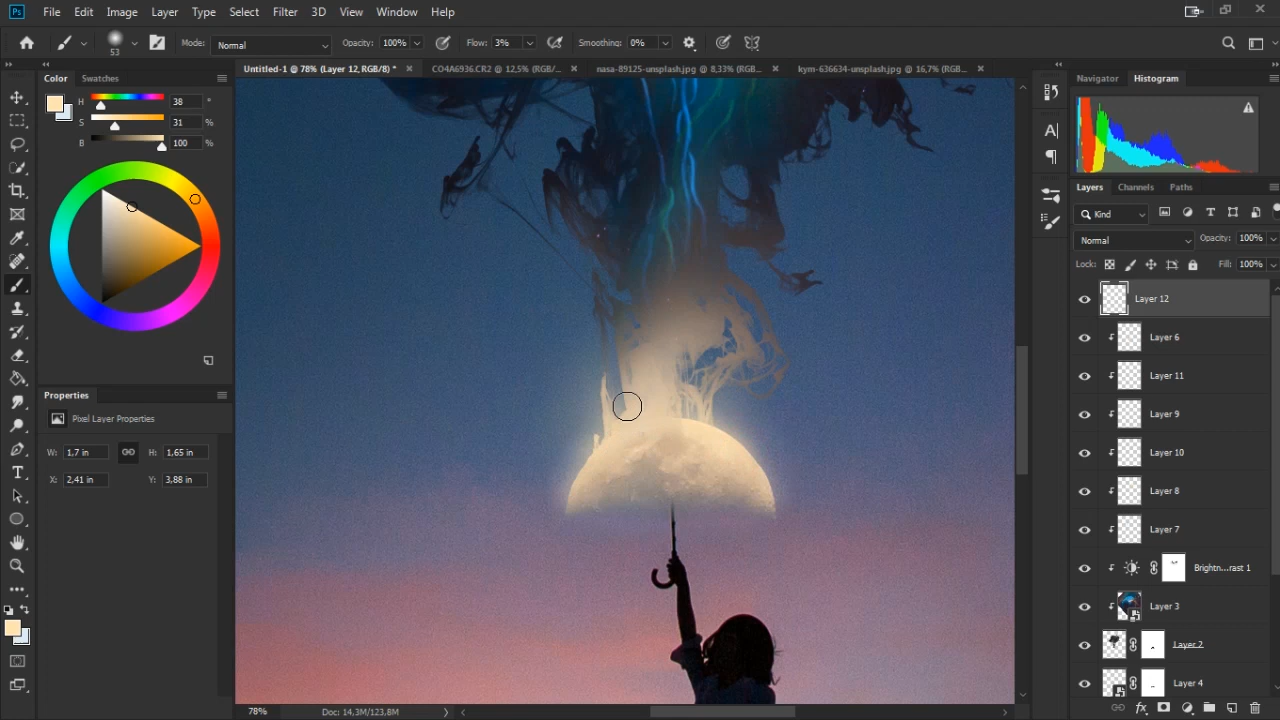 Ps File Edit Image Layer Type Select Filter 3D View Window Help
53 Mode: Normal Opacity: 100% Flow: 3% Smoothing: 0%
Untitled-1 @ 78% (Layer 12, RGB/8) * CO4A6936.CR2 @ 12,5% (RGB/... nasa-89125-unsplash.jpg @ 8,33% (RGB... kym-636634-unsplash.jpg @ 16,7% (RGB...
Color Swatches
H 38 °
S 31 %
B 100 %
Properties
Pixel Layer Properties
W: 1,7 in H: 1,65 in
X: 2,41 in Y: 3,88 in
Navigator Histogram
Layers Channels Paths
Kind
Normal Opacity: 100%
Lock: Fill: 100%
Layer 12
Layer 6
Layer 11
Layer 9
Layer 10
Layer 8
Layer 7
Brightn...rast 1
Layer 3
Layer 2
Layer 4
78% Doc: 14,3M/123,8M